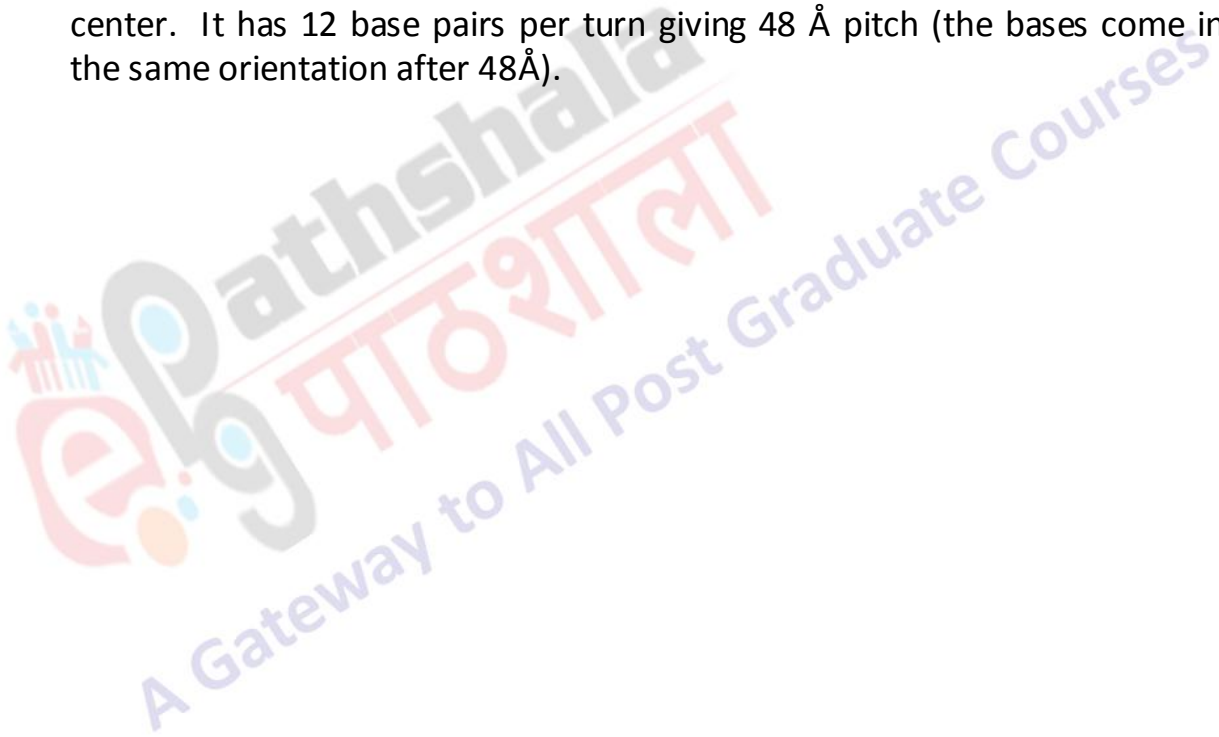 center. It has 12 base pairs per turn giving 48 Å pitch (the bases come in
the same orientation after 48Å).
Pathshala
पाठशाला
A Gateway to All Post Graduate Courses